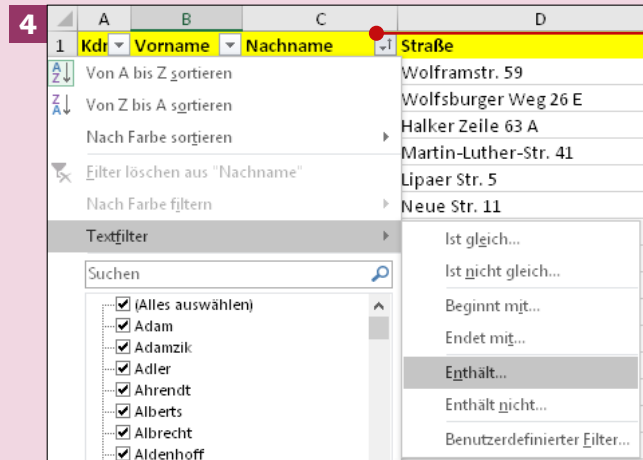 4
A B C D
1 Kdr Vorname Nachname Straße
Von A bis Z sortieren
Von Z bis A sortieren
Nach Farbe sortieren
Filter löschen aus "Nachname"
Nach Farbe filtern
Textfilter
Suchen
(Alles auswählen)
Adam
Adamzik
Adler
Ahrendt
Alberts
Albrecht
Aldenhoff
Wolframstr. 59
Wolfsburger Weg 26 E
Halker Zeile 63 A
Martin-Luther-Str. 41
Lipaer Str. 5
Neue Str. 11
Ist gleich...
Ist nicht gleich...
Beginnt mit...
Endet mit...
Enthält...
Enthält nicht...
Benutzerdefinierter Filter...